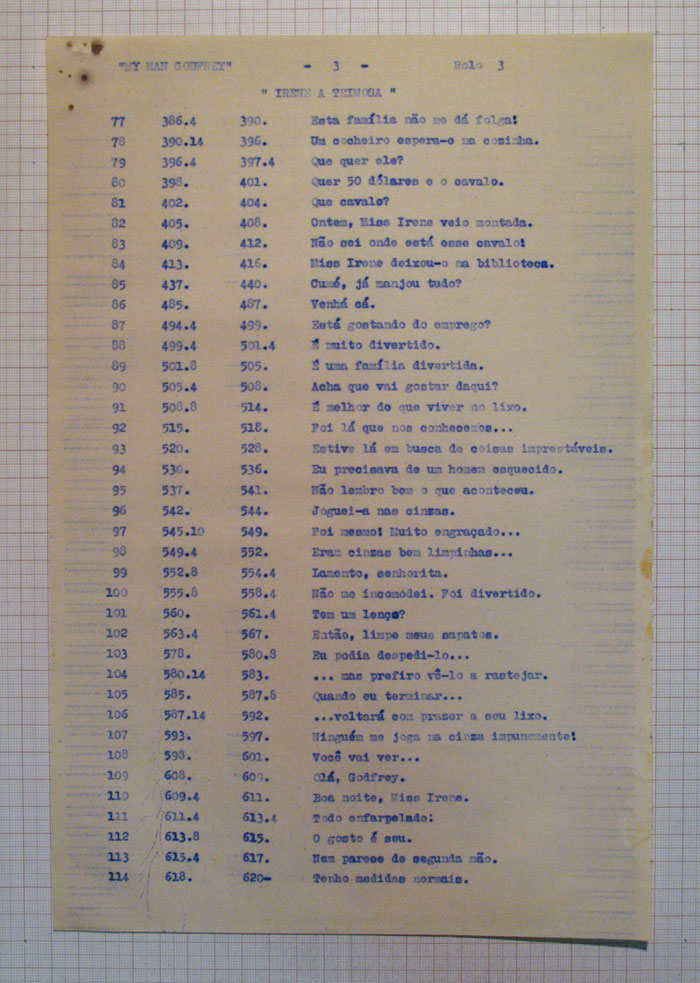 "MY MAN GODFREY" - 3 - Rolo 3
" IRENE A TEIMOSA "
77 386.4 390. Esta família não me dá folga!
78 390.14 396. Um cocheiro espera-o na cozinha.
79 396.4 397.4 Que quer ele?
80 398. 401. Quer 50 dólares e o cavalo.
81 402. 404. Que cavalo?
82 405. 408. Ontem, Miss Irene veio montada.
83 409. 412. Não sei onde está esse cavalo!
84 413. 416. Miss Irene deixou-o na biblioteca.
85 437. 440. Cumé, já manjou tudo?
86 485. 487. Venhá cá.
87 494.4 499. Está gostando do emprego?
88 499.4 501.4 É muito divertido.
89 501.8 505. É uma família divertida.
90 505.4 508. Acha que vai gostar daqui?
91 508.8 514. É melhor do que viver no lixo.
92 515. 518. Foi lá que nos conhecemos...
93 520. 528. Estive lá em busca de coisas imprestáveis.
94 530. 536. Eu precisava de um homem esquecido.
95 537. 541. Não lembro bem o que aconteceu.
96 542. 544. Joguei-a nas cinzas.
97 545.10 549. Foi mesmo! Muito engraçado...
98 549.4 552. Eram cinzas bem limpinhas...
99 552.8 554.4 Lamento, senhorita.
100 555.8 558.4 Não me incomodei. Foi divertido.
101 560. 561.4 Tem um lenço?
102 563.4 567. Então, limpe meus sapatos.
103 578. 580.8 Eu podia despedi-lo...
104 580.14 583. ... mas prefiro vê-lo a rastejar.
105 585. 587.8 Quando eu terminar...
106 587.14 592. ...voltará com prazer a seu lixo.
107 593. 597. Ninguém me joga na cinza impunemente!
108 598. 601. Você vai ver...
109 608. 609. Olá, Godfrey.
110 609.4 611. Boa noite, Miss Irene.
111 611.4 613.4 Todo enfarpelado!
112 613.8 615. O gosto é seu.
113 615.4 617. Nem parece de segunda mão.
114 618. 620- Tenho medidas normais.